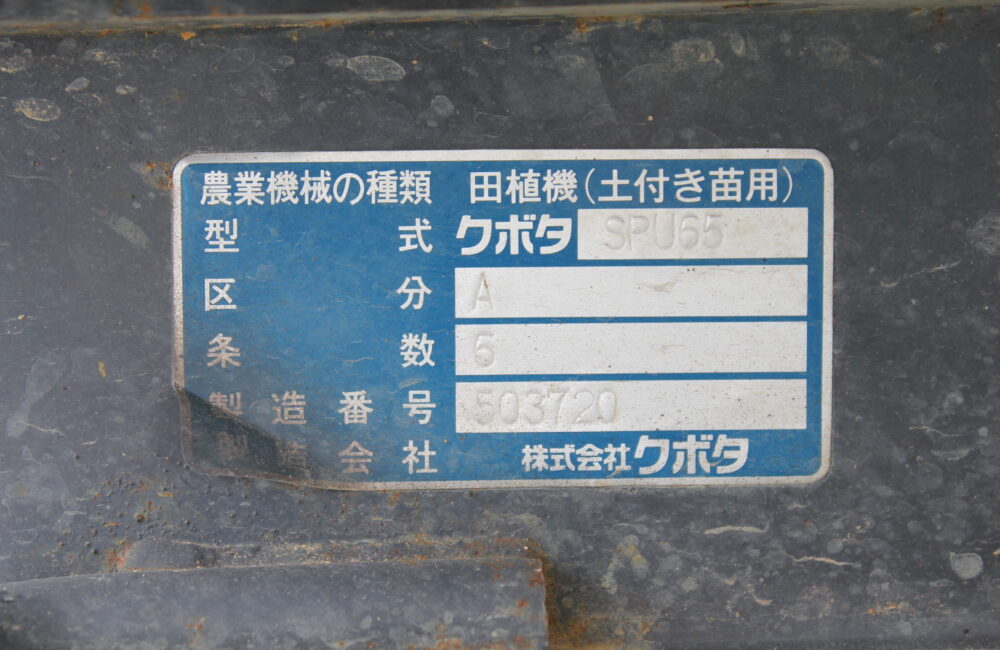 農業機械の種類 田植機(土付き苗用)
型式 クボタ SPU65
区分 A
条数 6
製造番号 503720
製造会社 株式会社クボタ